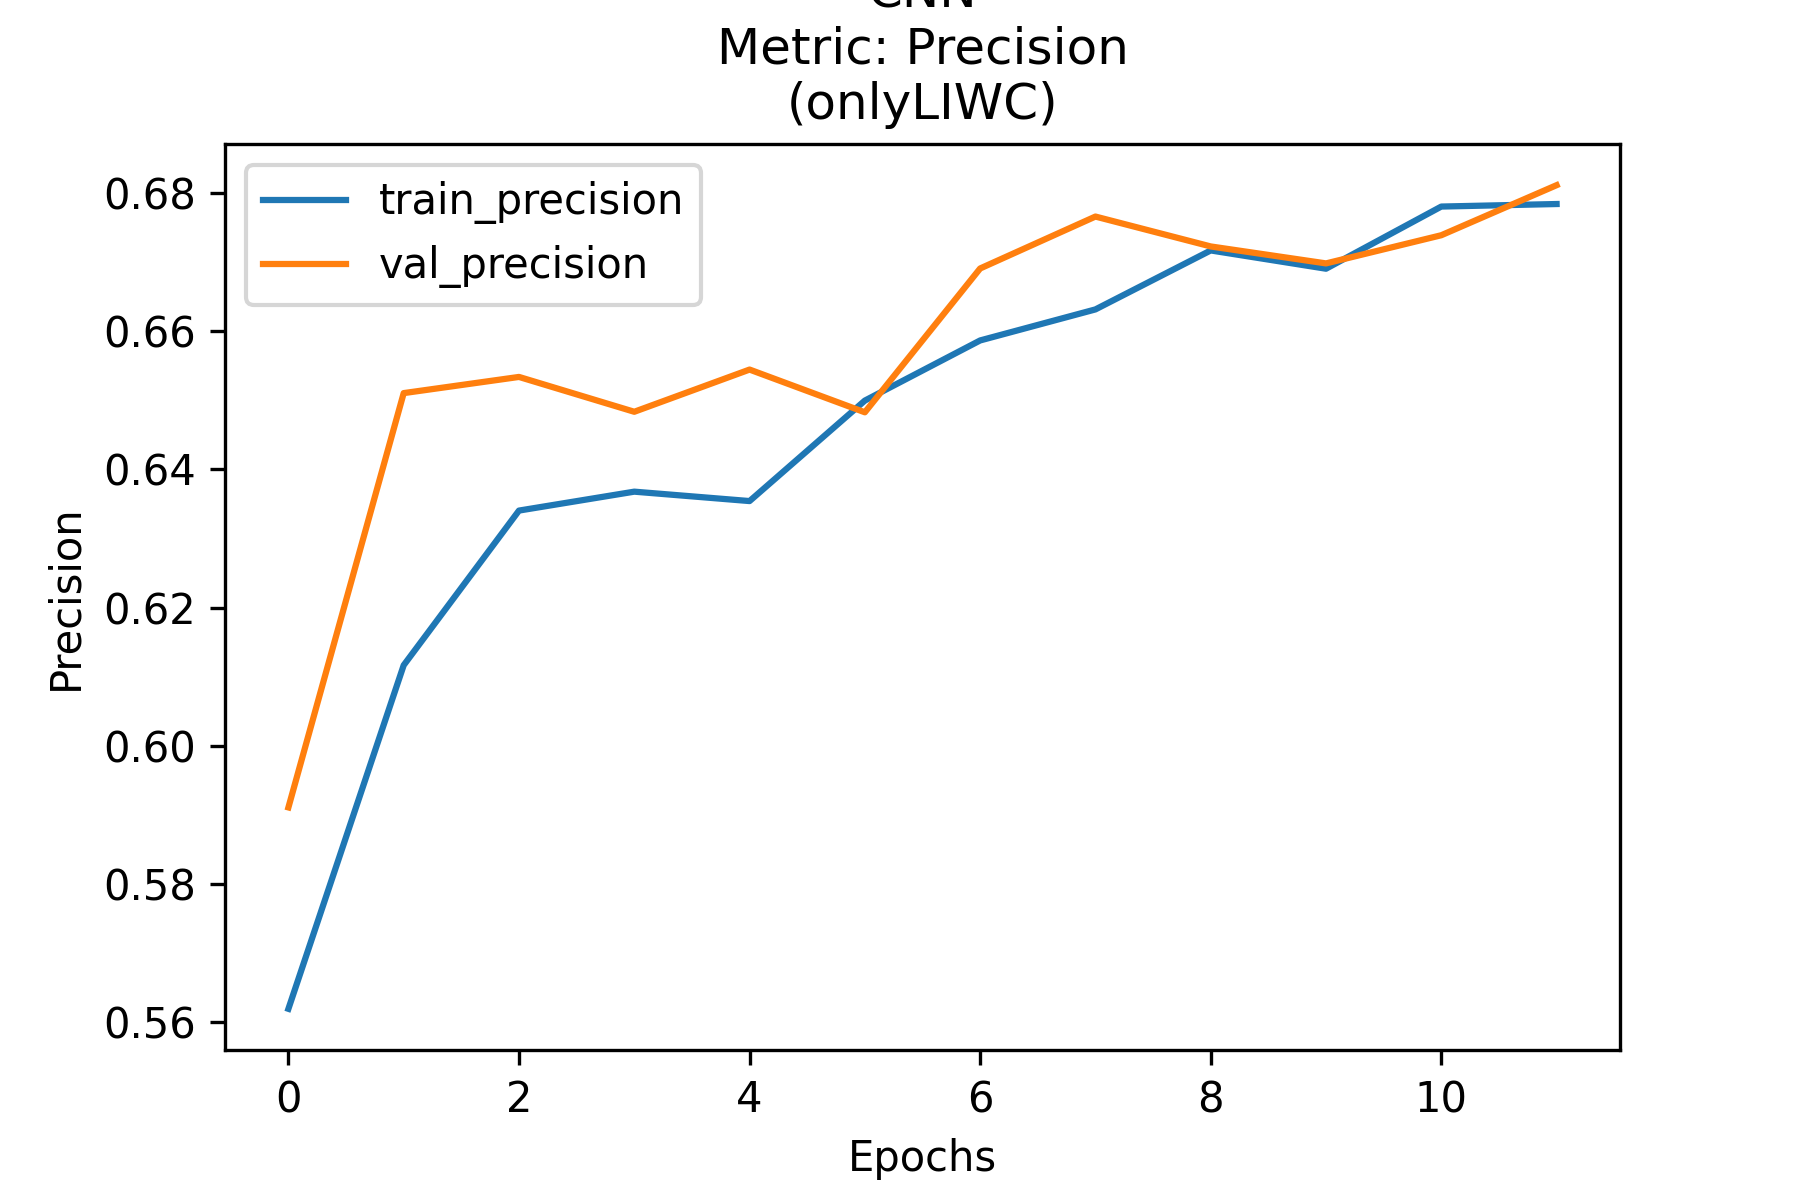 CNN
Metric: Precision
(onlyLIWC)
train_precision
val_precision
0.68
0.66
0.64
0.62
0.60
0.58
0.56
Precision
0 2 4 6 8 10
Epochs